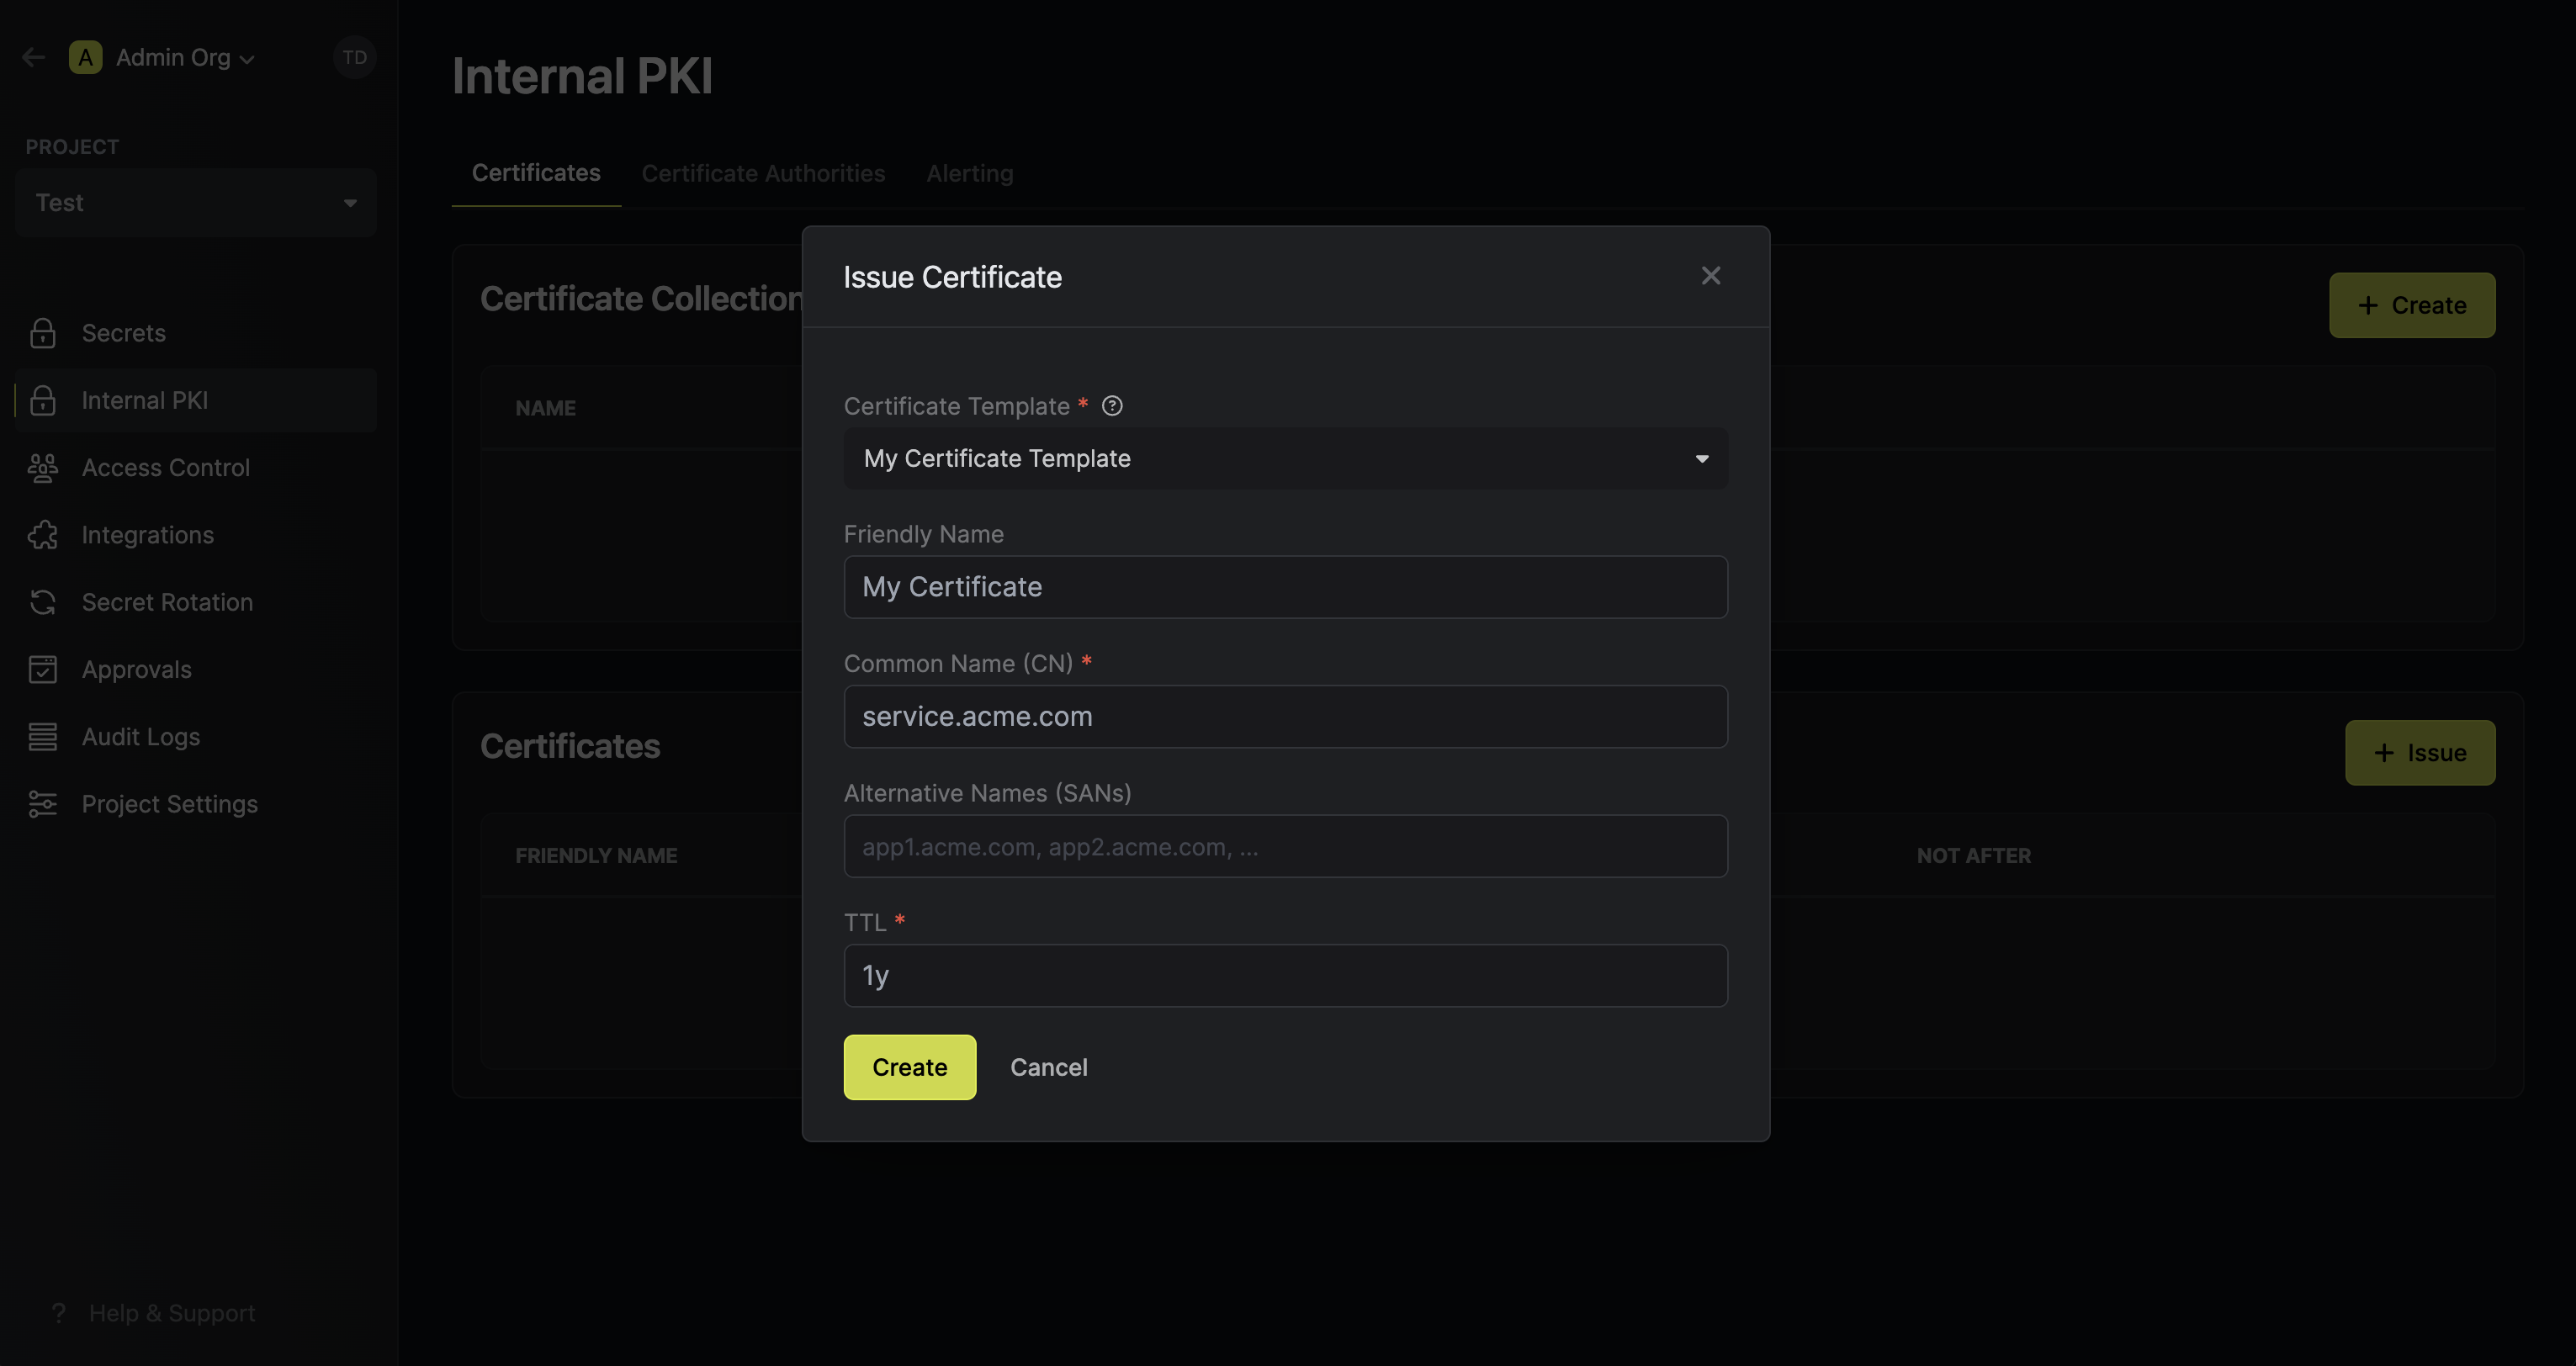 A Admin Org
TD
PROJECT
Test
Secrets
Internal PKI
Access Control
Integrations
Secret Rotation
Approvals
Audit Logs
Project Settings
? Help & Support
Internal PKI
Certificates Certificate Authorities Alerting
Certificate Collection
+ Create
NAME
Certificates
+ Issue
FRIENDLY NAME
NOT AFTER
Issue Certificate
Certificate Template * ?
My Certificate Template
Friendly Name
My Certificate
Common Name (CN) *
service.acme.com
Alternative Names (SANs)
app1.acme.com, app2.acme.com, ...
TTL *
1y
Create Cancel